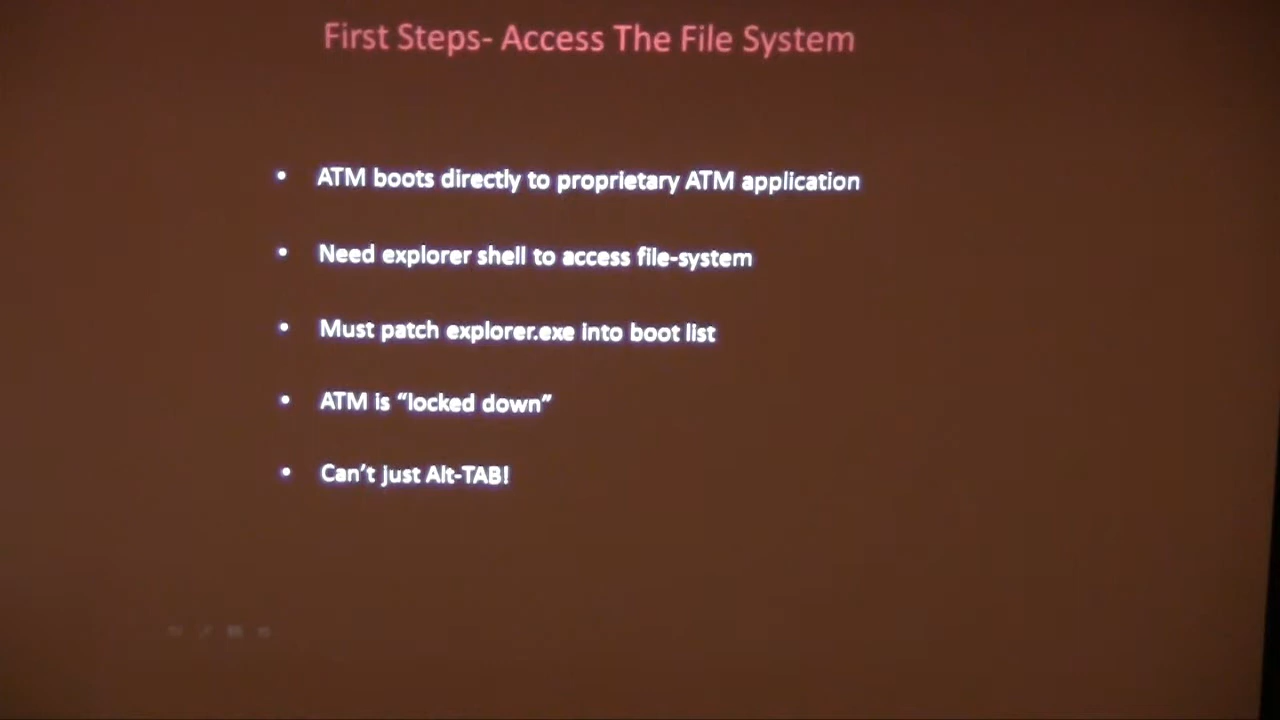 First Steps- Access The File System
• ATM boots directly to proprietary ATM application
• Need explorer shell to access file-system
• Must patch explorer.exe into boot list
• ATM is “locked down”
• Can’t just Alt-TAB!